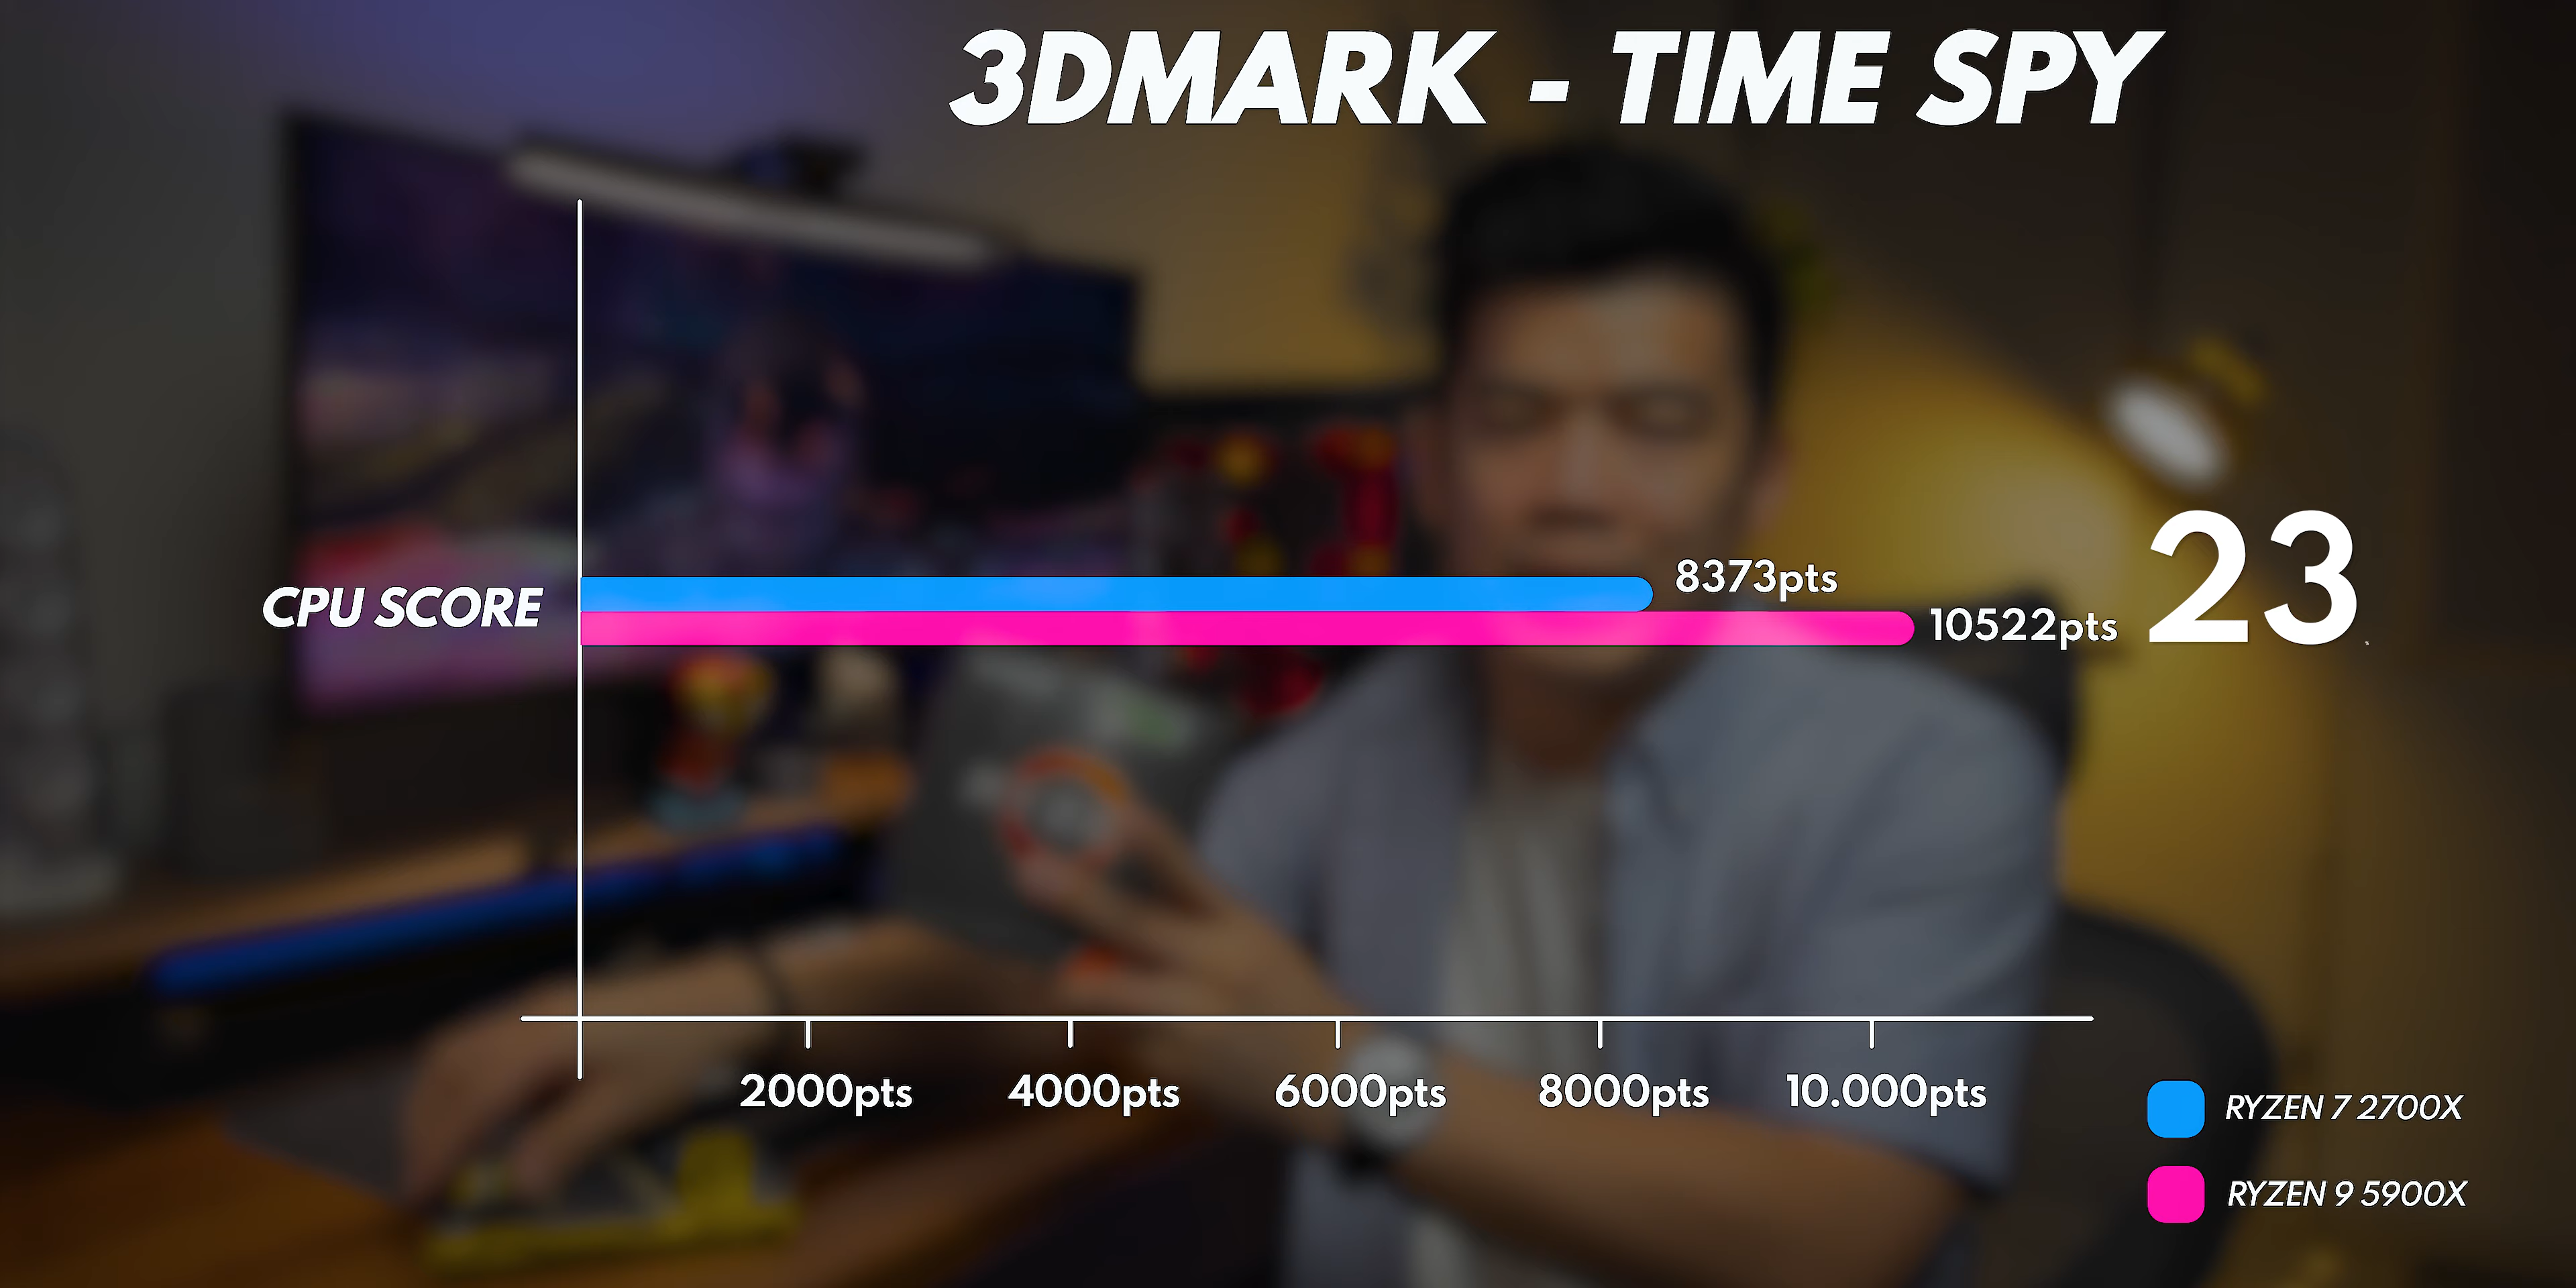 3DMARK - TIME SPY
8373pts
CPU SCORE
10522pts
23
2000pts 4000pts 6000pts 8000pts 10.000pts
RYZEN 7 2700X
RYZEN 9 5900X